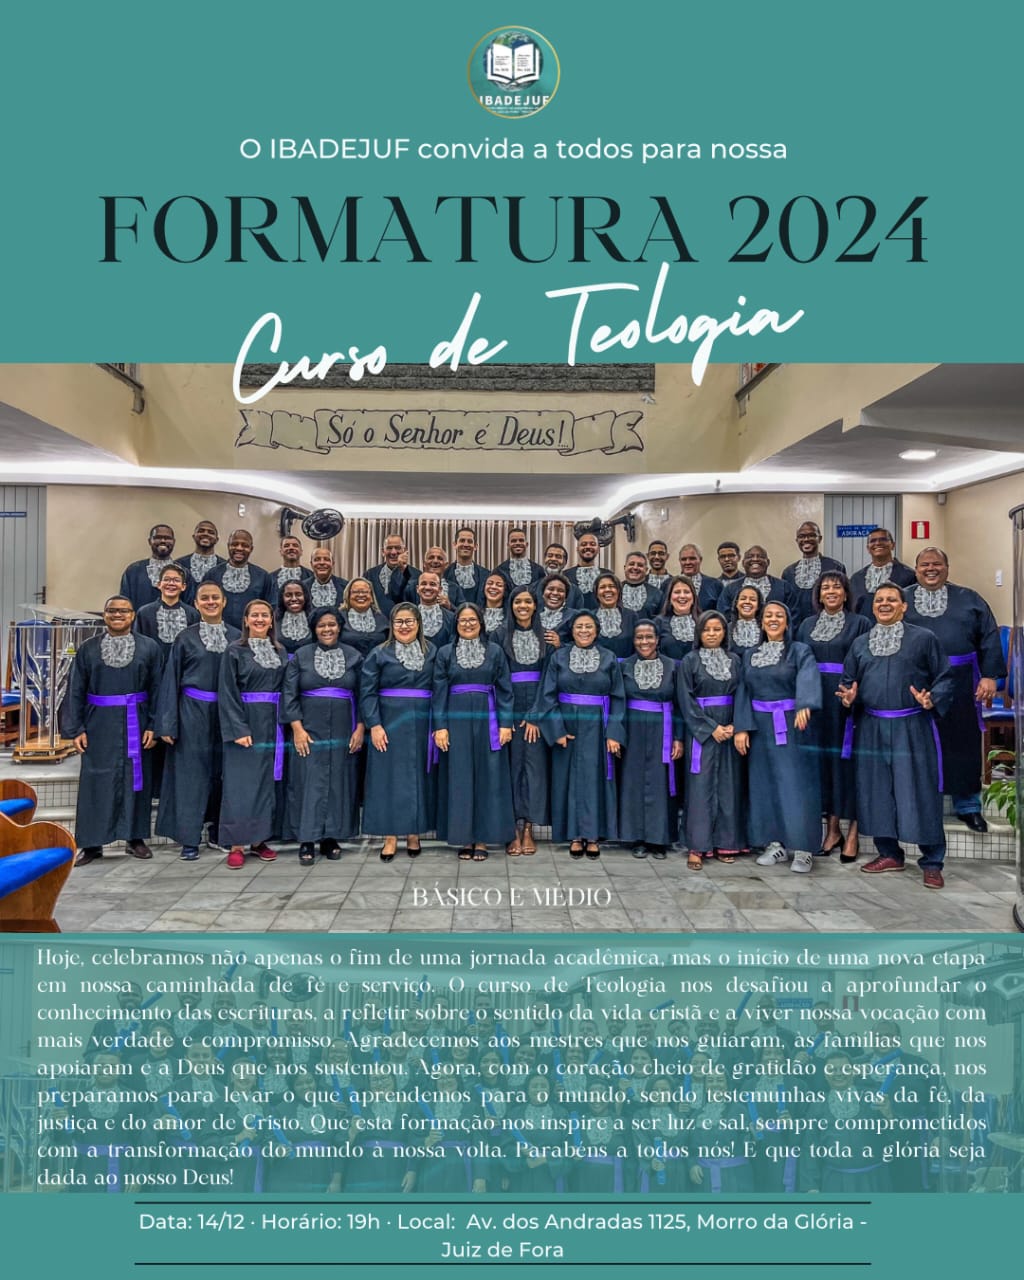 IBADEJUF
O IBADEJUF convida a todos para nossa
FORMATURA 2024
Curso de Teologia
Só o Senhor é Deus!...
ADORAÇÃO
BÁSICO E MÉDIO
Hoje, celebramos não apenas o fim de uma jornada acadêmica, mas o início de uma nova etapa
em nossa caminhada de fé e serviço. O curso de Teologia nos desafiou a aprofundar o
conhecimento das escrituras, a refletir sobre o sentido da vida cristã e a viver nossa vocação com
mais verdade e compromisso. Agradecemos aos mestres que nos guiaram, às famílias que nos
apoiaram e a Deus que nos sustentou. Agora, com o coração cheio de gratidão e esperança, nos
preparamos para levar o que aprendemos para o mundo, sendo testemunhas vivas da fé, da
justiça e do amor de Cristo. Que esta formação nos inspire a ser luz e sal, sempre comprometidos
com a transformação do mundo à nossa volta. Parabéns a todos nós! E que toda a glória seja
dada ao nosso Deus!
Data: 14/12 · Horário: 19h · Local: Av. dos Andradas 1125, Morro da Glória -
Juiz de Fora